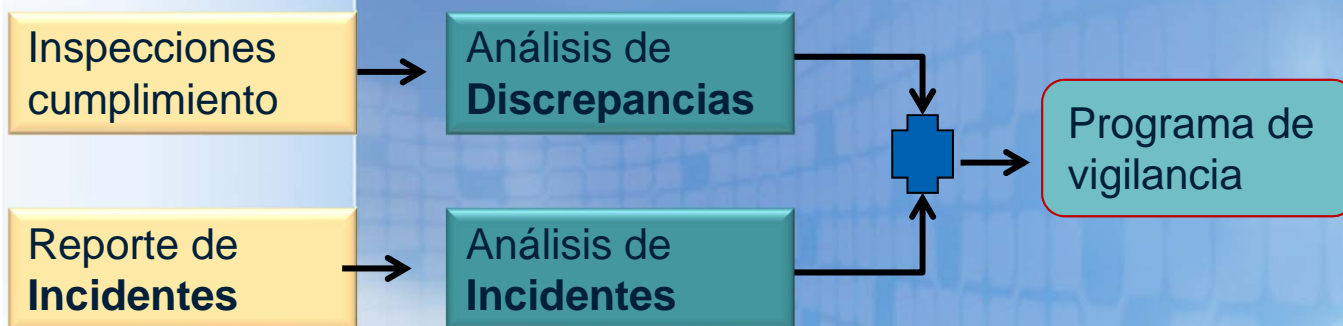 Inspecciones
cumplimiento
Análisis de
Discrepancias
Programa de
vigilancia
Reporte de
Incidentes
Análisis de
Incidentes